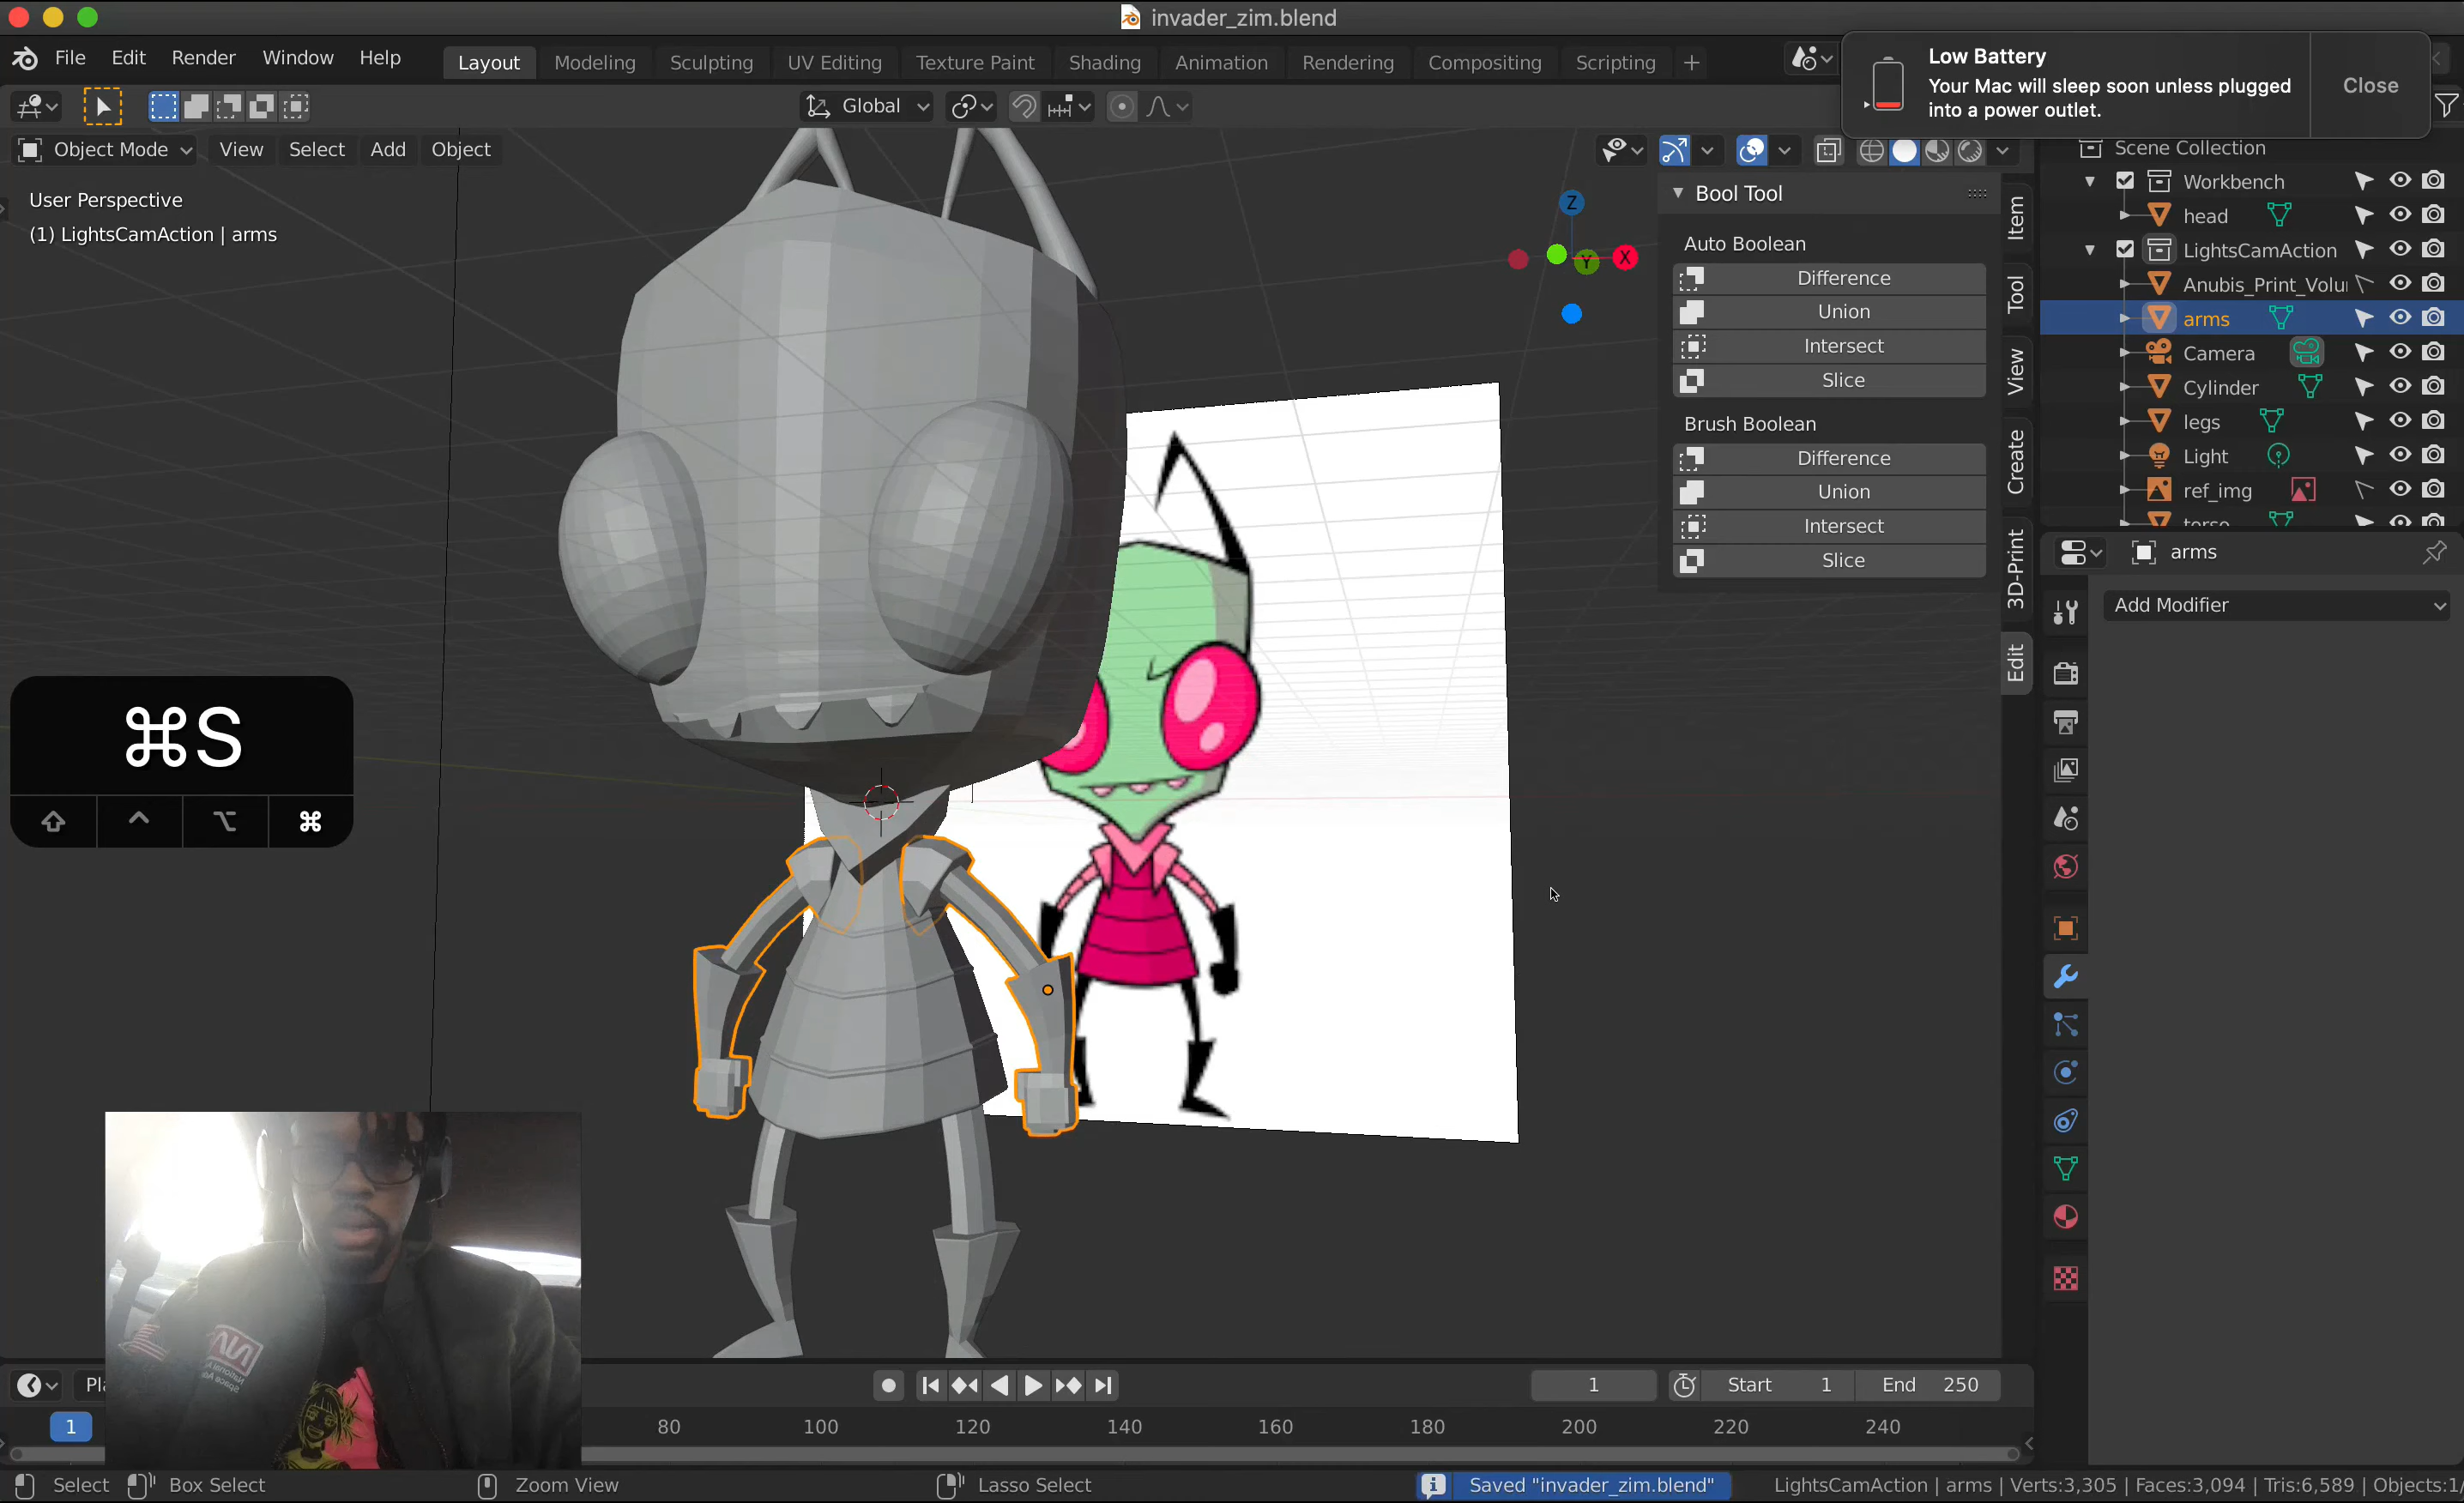 invader_zim.blend
File Edit Render Window Help
Layout Modeling Sculpting UV Editing Texture Paint Shading Animation Rendering Compositing Scripting +
Low Battery
Your Mac will sleep soon unless plugged
into a power outlet.
Close
Global
Object Mode View Select Add Object
User Perspective
(1) LightsCamAction | arms
Z
Y
X
Bool Tool
Auto Boolean
Difference
Union
Intersect
Slice
Brush Boolean
Difference
Union
Intersect
Slice
Item
Tool
View
Create
3D-Print
Edit
Scene Collection
Workbench
head
LightsCamAction
Anubis_Print_Volu
arms
Camera
Cylinder
legs
Light
ref_img
torso
arms
Add Modifier
⌘S
⇧ ^ ⌥ ⌘
Pla
1
Start 1
End 250
1 80 100 120 140 160 180 200 220 240
Select Box Select Zoom View Lasso Select
Saved "invader_zim.blend"
LightsCamAction | arms | Verts:3,305 | Faces:3,094 | Tris:6,589 | Objects:1/